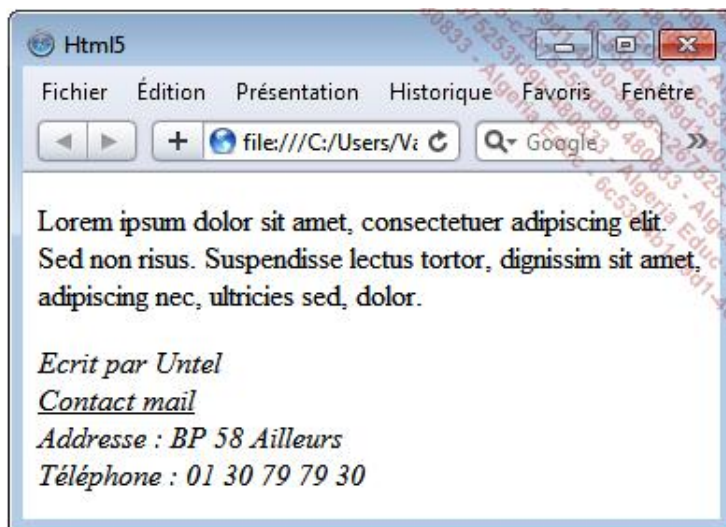 Html5
Fichier Édition Présentation Historique Favoris Fenêtre
file:///C:/Users/Va Google
Lorem ipsum dolor sit amet, consectetuer adipiscing elit.
Sed non risus. Suspendisse lectus tortor, dignissim sit amet,
adipiscing nec, ultricies sed, dolor.
Ecrit par Untel
Contact mail
Addresse : BP 58 Ailleurs
Téléphone : 01 30 79 79 30